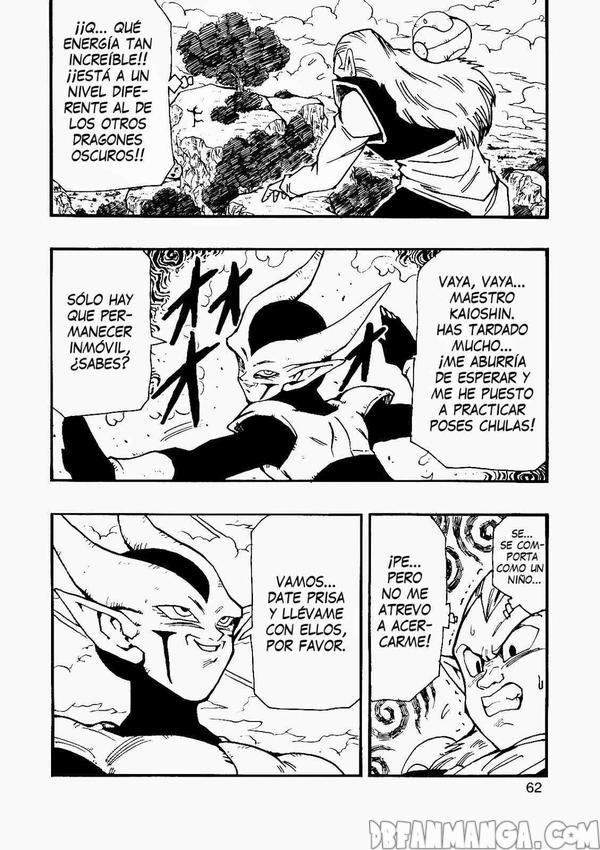 ¡¡Q... QUÉ
ENERGÍA TAN
INCREÍBLE!!
¡¡ESTÁ A UN
NIVEL DIFE-
RENTE AL DE
LOS OTROS
DRAGONES
OSCUROS!!
VAYA, VAYA...
MAESTRO
KAIOSHIN.
HAS TARDADO
MUCHO...
¡ME ABURRÍA
DE ESPERAR Y
ME HE PUESTO
A PRACTICAR
POSES CHULAS!
SÓLO HAY
QUE PER-
MANECER
INMÓVIL,
¿SABES?
VAMOS...
DATE PRISA
Y LLÉVAME
CON ELLOS,
POR FAVOR.
SE...
SE COM-
PORTA
COMO UN
NIÑO...
¡PE...
PERO
NO ME
ATREVO
A ACER-
CARME!
62
DBFANMANGA.COM